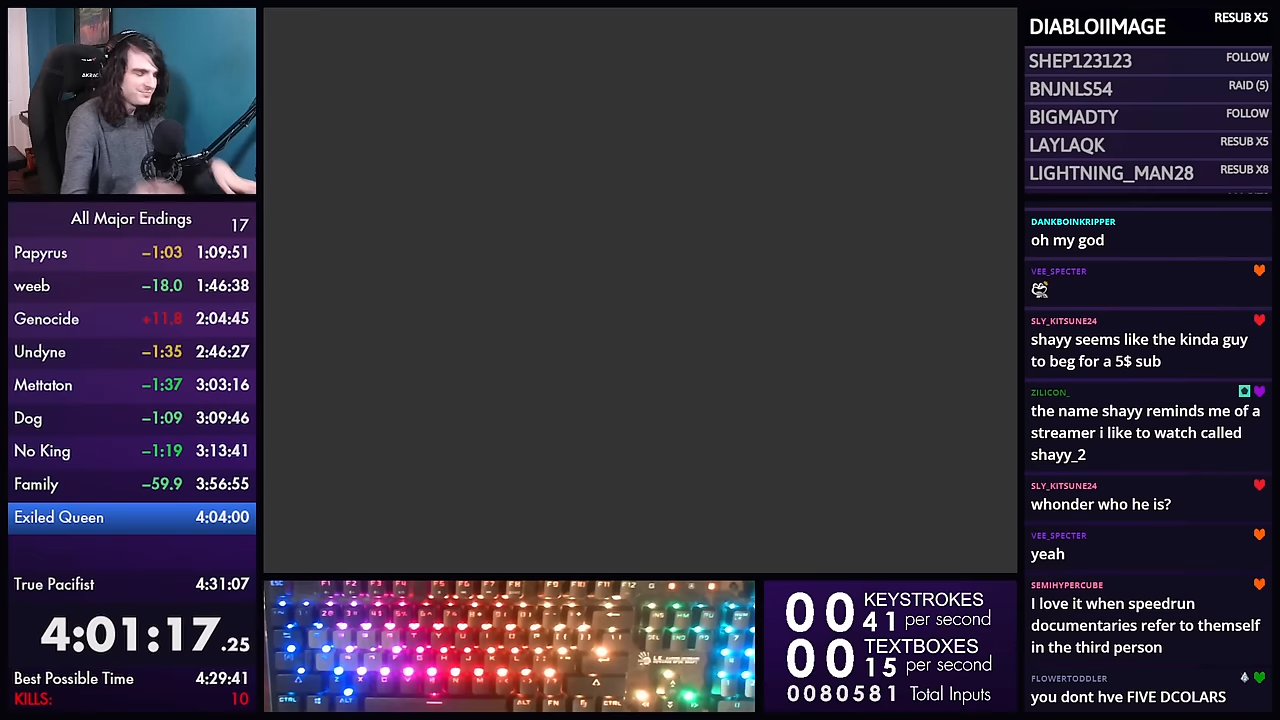 All Major Endings 17
Papyrus –1:03 1:09:51
weeb –18.0 1:46:38
Genocide +11.8 2:04:45
Undyne –1:35 2:46:27
Mettaton –1:37 3:03:16
Dog –1:09 3:09:46
No King –1:19 3:13:41
Family –59.9 3:56:55
Exiled Queen 4:04:00
True Pacifist 4:31:07
4:01:17.25
Best Possible Time 4:29:41
KILLS: 10
00 KEYSTROKES
41 per second
00 TEXTBOXES
15 per second
0080581 Total Inputs
DIABLOIIMAGE RESUB X5
SHEP123123 FOLLOW
BNJNLS54 RAID (5)
BIGMADTY FOLLOW
LAYLAQK RESUB X5
LIGHTNING_MAN28 RESUB X8
DANKBOINKRIPPER
oh my god
VEE_SPECTER
SLY_KITSUNE24
shayy seems like the kinda guy
to beg for a 5$ sub
ZILICON_
the name shayy reminds me of a
streamer i like to watch called
shayy_2
SLY_KITSUNE24
whonder who he is?
VEE_SPECTER
yeah
SEMIHYPERCUBE
I love it when speedrun
documentaries refer to themself
in the third person
FLOWERTODDLER
you dont hve FIVE DCOLARS